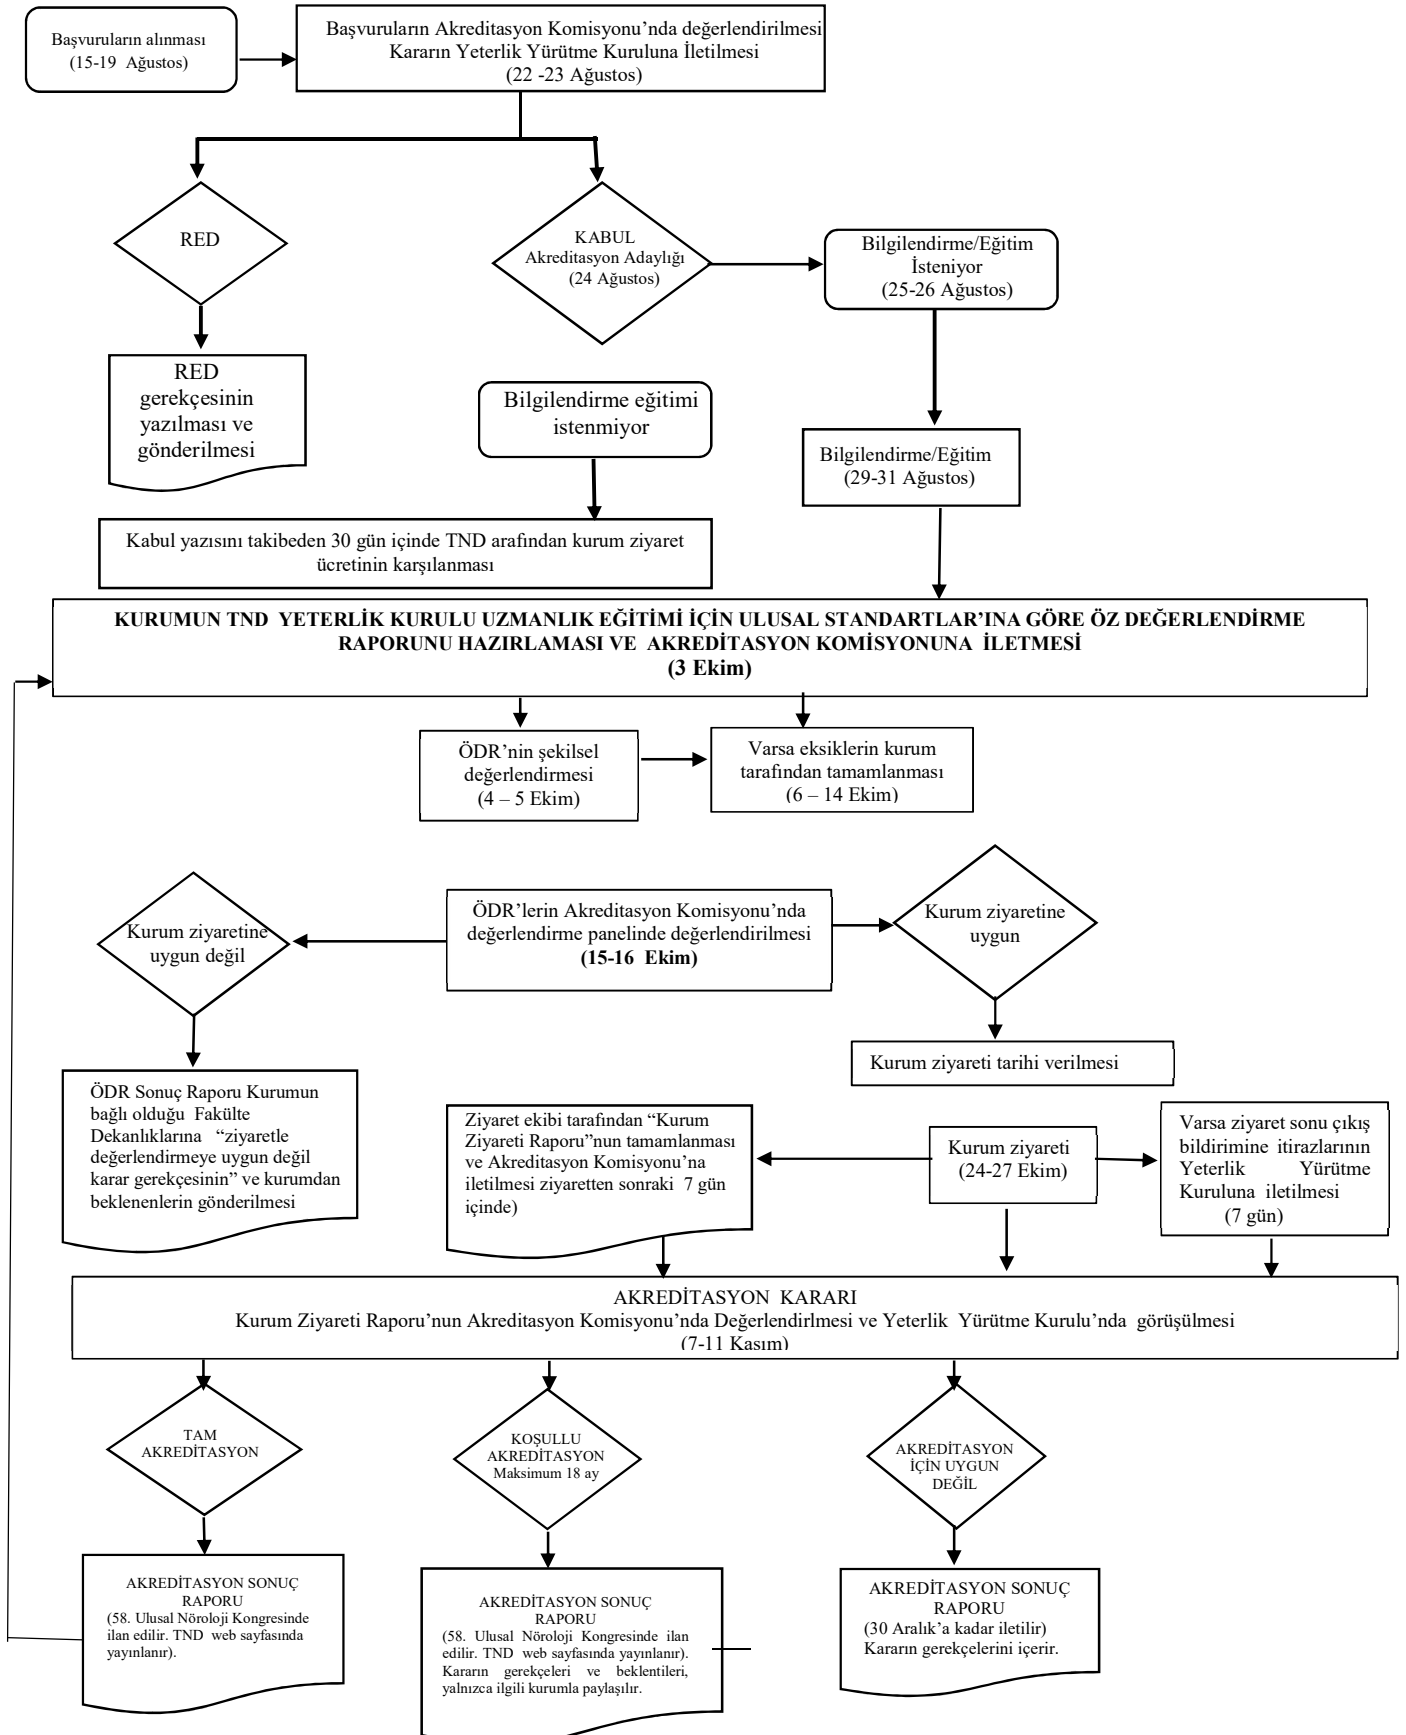 Başvuruların alınması
(15-19 Ağustos)
Başvuruların Akreditasyon Komisyonu’nda değerlendirilmesi
Kararın Yeterlik Yürütme Kuruluna İletilmesi
(22 -23 Ağustos)
RED
KABUL
Akreditasyon Adaylığı
(24 Ağustos)
Bilgilendirme/Eğitim
İsteniyor
(25-26 Ağustos)
RED
gerekçesinin
yazılması ve
gönderilmesi
Bilgilendirme eğitimi
istenmiyor
Bilgilendirme/Eğitim
(29-31 Ağustos)
Kabul yazısını takibeden 30 gün içinde TND arafından kurum ziyaret
ücretinin karşılanması
KURUMUN TND YETERLİK KURULU UZMANLIK EĞİTİMİ İÇİN ULUSAL STANDARTLAR’INA GÖRE ÖZ DEĞERLENDİRME
RAPORUNU HAZIRLAMASI VE AKREDİTASYON KOMİSYONUNA İLETMESİ
(3 Ekim)
ÖDR’nin şekilsel
değerlendirmesi
(4 – 5 Ekim)
Varsa eksiklerin kurum
tarafından tamamlanması
(6 – 14 Ekim)
Kurum ziyaretine
uygun değil
ÖDR’lerin Akreditasyon Komisyonu’nda
değerlendirme panelinde değerlendirilmesi
(15-16 Ekim)
Kurum ziyaretine
uygun
Kurum ziyareti tarihi verilmesi
ÖDR Sonuç Raporu Kurumun
bağlı olduğu Fakülte
Dekanlıklarına “ziyaretle
değerlendirmeye uygun değil
karar gerekçesinin” ve kurumdan
beklenenlerin gönderilmesi
Ziyaret ekibi tarafından “Kurum
Ziyareti Raporu”nun tamamlanması
ve Akreditasyon Komisyonu’na
iletilmesi ziyaretten sonraki 7 gün
içinde)
Kurum ziyareti
(24-27 Ekim)
Varsa ziyaret sonu çıkış
bildirimine itirazlarının
Yeterlik Yürütme
Kuruluna iletilmesi
(7 gün)
AKREDİTASYON KARARI
Kurum Ziyareti Raporu’nun Akreditasyon Komisyonu’nda Değerlendirlmesi ve Yeterlik Yürütme Kurulu’nda görüşülmesi
(7-11 Kasım)
TAM
AKREDİTASYON
KOŞULLU
AKREDİTASYON
Maksimum 18 ay
AKREDİTASYON
İÇİN UYGUN
DEĞİL
AKREDİTASYON SONUÇ
RAPORU
(58. Ulusal Nöroloji Kongresinde
ilan edilir. TND web sayfasında
yayınlanır).
AKREDİTASYON SONUÇ
RAPORU
(58. Ulusal Nöroloji Kongresinde ilan
edilir. TND web sayfasında yayınlanır).
Kararın gerekçeleri ve beklentileri,
yalnızca ilgili kurumla paylaşılır.
AKREDİTASYON SONUÇ
RAPORU
(30 Aralık’a kadar iletilir)
Kararın gerekçelerini içerir.